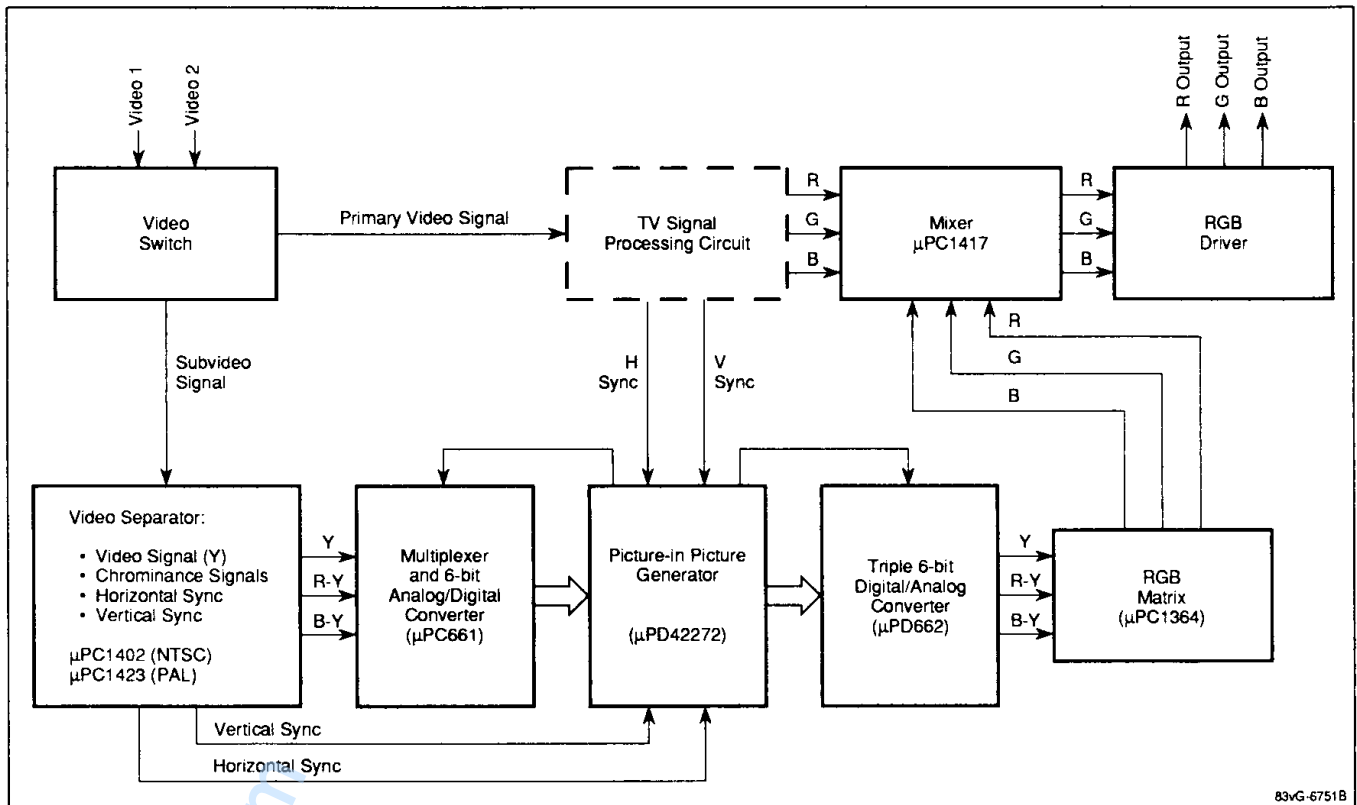 Video 1
Video 2
R Output
G Output
B Output
Video
Switch
Primary Video Signal
TV Signal
Processing Circuit
R
G
B
Mixer
µPC1417
R
G
B
RGB
Driver
Subvideo
Signal
H
Sync
V
Sync
R
G
B
Video Separator:
• Video Signal (Y)
• Chrominance Signals
• Horizontal Sync
• Vertical Sync
µPC1402 (NTSC)
µPC1423 (PAL)
Y
R-Y
B-Y
Multiplexer
and 6-bit
Analog/Digital
Converter
(µPC661)
Picture-in Picture
Generator
(µPD42272)
Triple 6-bit
Digital/Analog
Converter
(µPD662)
Y
R-Y
B-Y
RGB
Matrix
(µPC1364)
Vertical Sync
Horizontal Sync
83vG-6751B